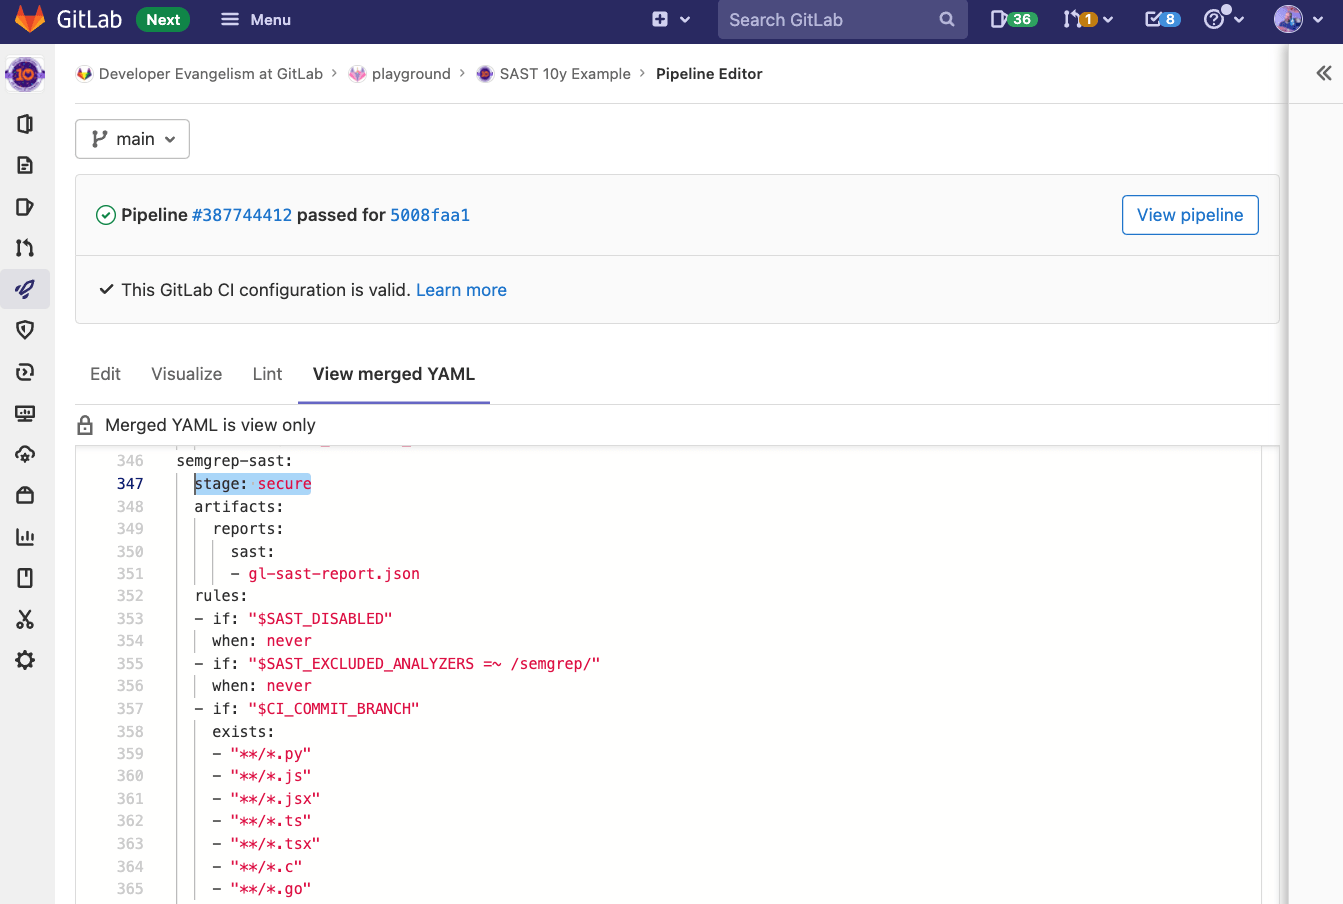 GitLab Next Menu Search GitLab 36 1 8
Developer Evangelism at GitLab > playground > SAST 10y Example > Pipeline Editor
main
Pipeline #387744412 passed for 5008faa1 View pipeline
This GitLab CI configuration is valid. Learn more
Edit Visualize Lint View merged YAML
Merged YAML is view only
346 semgrep-sast:
347 stage: secure
348 artifacts:
349 reports:
350 sast:
351 - gl-sast-report.json
352 rules:
353 - if: "$SAST_DISABLED"
354 when: never
355 - if: "$SAST_EXCLUDED_ANALYZERS =~ /semgrep/"
356 when: never
357 - if: "$CI_COMMIT_BRANCH"
358 exists:
359 - "**/*.py"
360 - "**/*.js"
361 - "**/*.jsx"
362 - "**/*.ts"
363 - "**/*.tsx"
364 - "**/*.c"
365 - "**/*.go"